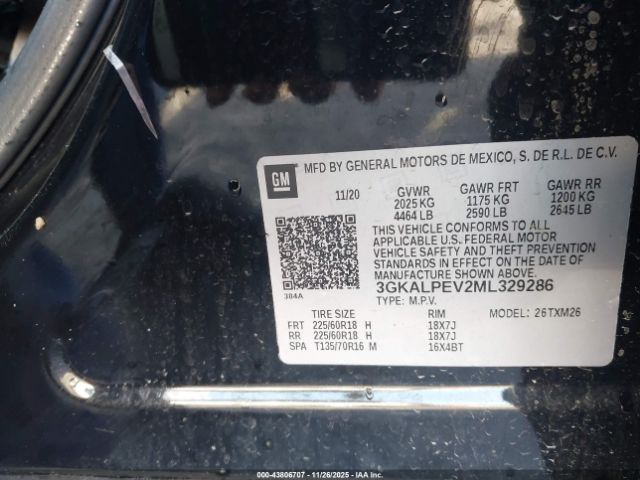 GM MFD BY GENERAL MOTORS DE MEXICO, S. DE R.L. DE C.V.
11/20 GVWR GAWR FRT GAWR RR
2025 KG 1175 KG 1200 KG
4464 LB 2590 LB 2645 LB
THIS VEHICLE CONFORMS TO ALL
APPLICABLE U.S. FEDERAL MOTOR
VEHICLE SAFETY AND THEFT PREVENTION
STANDARDS IN EFFECT ON THE DATE OF
MANUFACTURE SHOWN ABOVE.
3GKALPEV2ML329286
384A
TYPE: M.P.V. MODEL: 26TXM26
TIRE SIZE RIM
FRT 225/60R18 H 18X7J
RR 225/60R18 H 18X7J
SPA T135/70R16 M 16X4BT
00-43806707 - 11/26/2025 - IAAI.COM